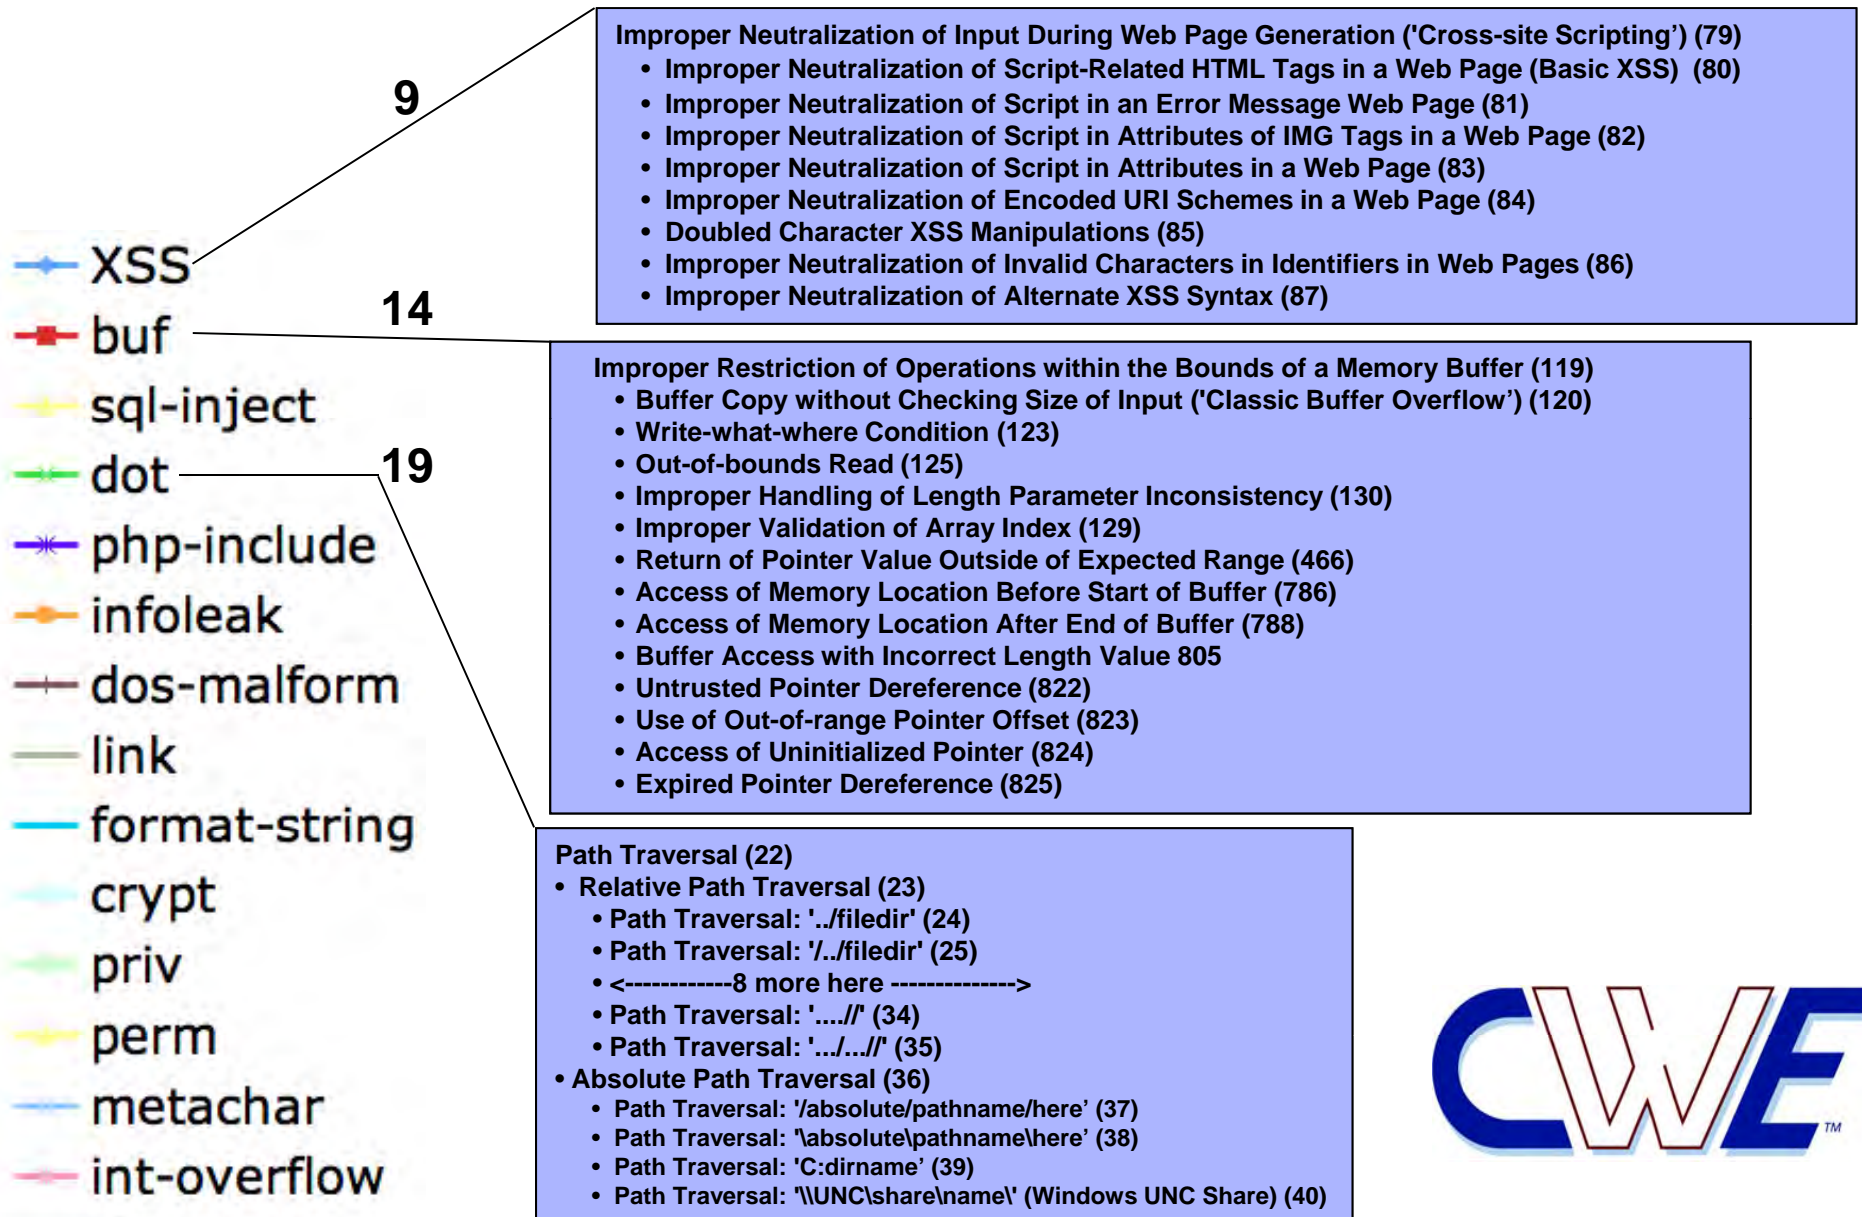 9
14
19
XSS
buf
sql-inject
dot
php-include
infoleak
dos-malform
link
format-string
crypt
priv
perm
metachar
int-overflow
Improper Neutralization of Input During Web Page Generation ('Cross-site Scripting’) (79)
• Improper Neutralization of Script-Related HTML Tags in a Web Page (Basic XSS) (80)
• Improper Neutralization of Script in an Error Message Web Page (81)
• Improper Neutralization of Script in Attributes of IMG Tags in a Web Page (82)
• Improper Neutralization of Script in Attributes in a Web Page (83)
• Improper Neutralization of Encoded URI Schemes in a Web Page (84)
• Doubled Character XSS Manipulations (85)
• Improper Neutralization of Invalid Characters in Identifiers in Web Pages (86)
• Improper Neutralization of Alternate XSS Syntax (87)
Improper Restriction of Operations within the Bounds of a Memory Buffer (119)
• Buffer Copy without Checking Size of Input ('Classic Buffer Overflow’) (120)
• Write-what-where Condition (123)
• Out-of-bounds Read (125)
• Improper Handling of Length Parameter Inconsistency (130)
• Improper Validation of Array Index (129)
• Return of Pointer Value Outside of Expected Range (466)
• Access of Memory Location Before Start of Buffer (786)
• Access of Memory Location After End of Buffer (788)
• Buffer Access with Incorrect Length Value 805
• Untrusted Pointer Dereference (822)
• Use of Out-of-range Pointer Offset (823)
• Access of Uninitialized Pointer (824)
• Expired Pointer Dereference (825)
Path Traversal (22)
• Relative Path Traversal (23)
• Path Traversal: '../filedir' (24)
• Path Traversal: '/../filedir' (25)
• <------------8 more here -------------->
• Path Traversal: '....//' (34)
• Path Traversal: '.../...//' (35)
• Absolute Path Traversal (36)
• Path Traversal: '/absolute/pathname/here’ (37)
• Path Traversal: '\absolute\pathname\here’ (38)
• Path Traversal: 'C:dirname’ (39)
• Path Traversal: '\\UNC\share\name\' (Windows UNC Share) (40)
CWE
TM